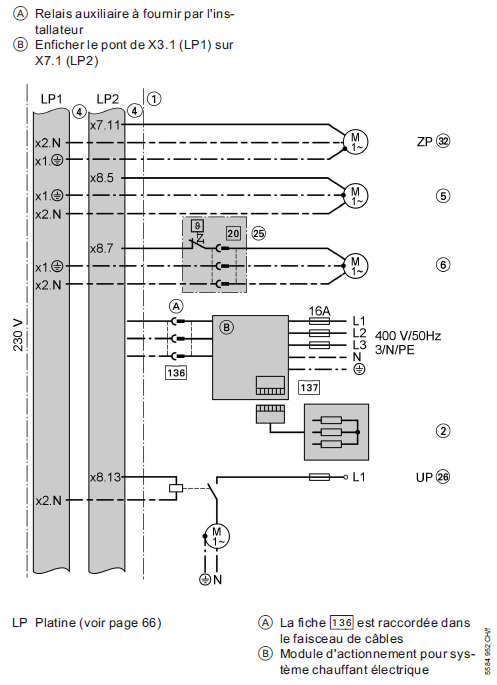 Ⓐ Relais auxiliaire à fournir par l'ins-
tallateur
Ⓑ Enficher le pont de X3.1 (LP1) sur
X7.1 (LP2)
LP1 ④ LP2 ④ ①
x7.11
x2.N
x1.⏚
M
1~
ZP ㉜
x8.5
x1.⏚
x2.N
M
1~
⑤
ϑ
20 ㉕
x8.7
x1.⏚
x2.N
M
1~
⑥
230 V
Ⓐ
136
Ⓑ
16A
L1
L2
L3
N
⏚
400 V/50Hz
3/N/PE
137
②
x8.13
x2.N
L1
UP ㉖
M
1~
⏚ N
LP Platine (voir page 66)
Ⓐ La fiche 136 est raccordée dans
le faisceau de câbles
Ⓑ Module d'actionnement pour sys-
tème chauffant électrique
5584 952 CH/f